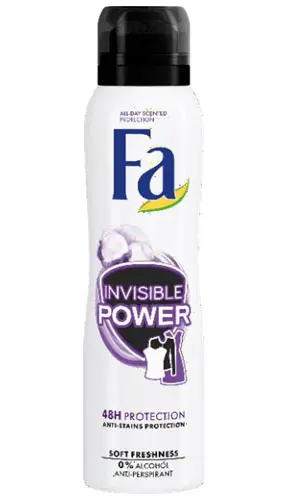 ALL-DAY SCENTED
PROTECTION
Fa
INVISIBLE
POWER
48H PROTECTION
ANTI-STAINS PROTECTION
SOFT FRESHNESS
0% ALCOHOL
ANTI-PERSPIRANT